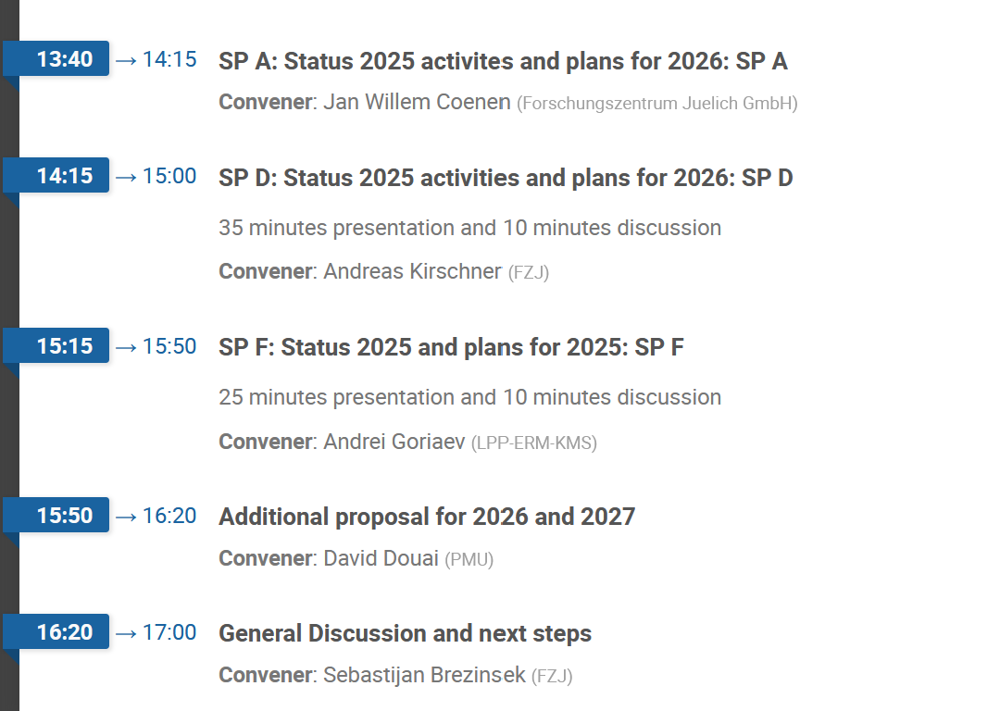 13:40 → 14:15 SP A: Status 2025 activites and plans for 2026: SP A
Convener: Jan Willem Coenen (Forschungszentrum Juelich GmbH)
14:15 → 15:00 SP D: Status 2025 activities and plans for 2026: SP D
35 minutes presentation and 10 minutes discussion
Convener: Andreas Kirschner (FZJ)
15:15 → 15:50 SP F: Status 2025 and plans for 2025: SP F
25 minutes presentation and 10 minutes discussion
Convener: Andrei Goriaev (LPP-ERM-KMS)
15:50 → 16:20 Additional proposal for 2026 and 2027
Convener: David Douai (PMU)
16:20 → 17:00 General Discussion and next steps
Convener: Sebastijan Brezinsek (FZJ)